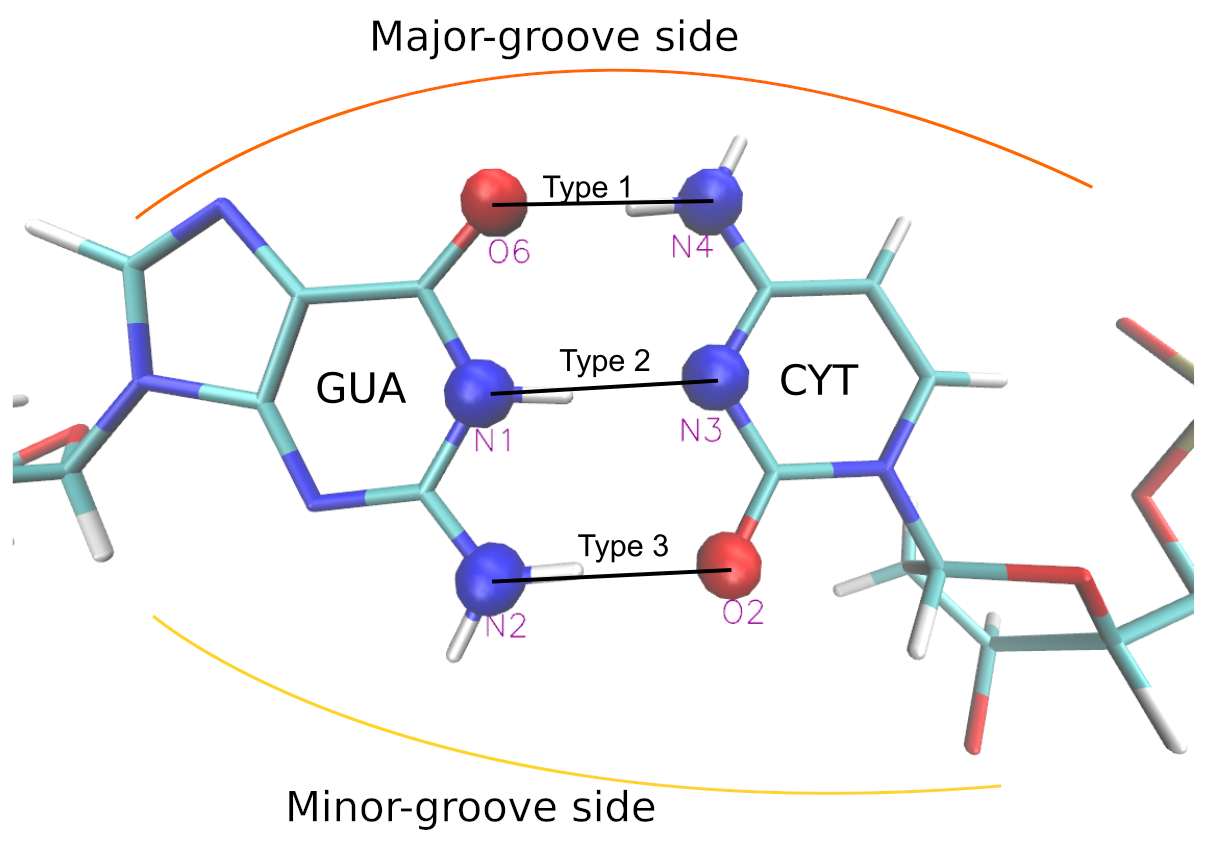 Major-groove side
Type 1
O6
N4
Type 2
GUA
CYT
N1
N3
Type 3
N2
O2
Minor-groove side